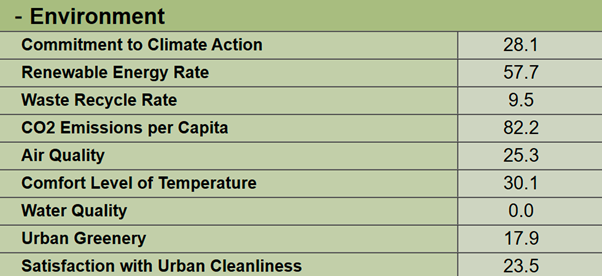 - Environment
Commitment to Climate Action 28.1
Renewable Energy Rate 57.7
Waste Recycle Rate 9.5
CO2 Emissions per Capita 82.2
Air Quality 25.3
Comfort Level of Temperature 30.1
Water Quality 0.0
Urban Greenery 17.9
Satisfaction with Urban Cleanliness 23.5